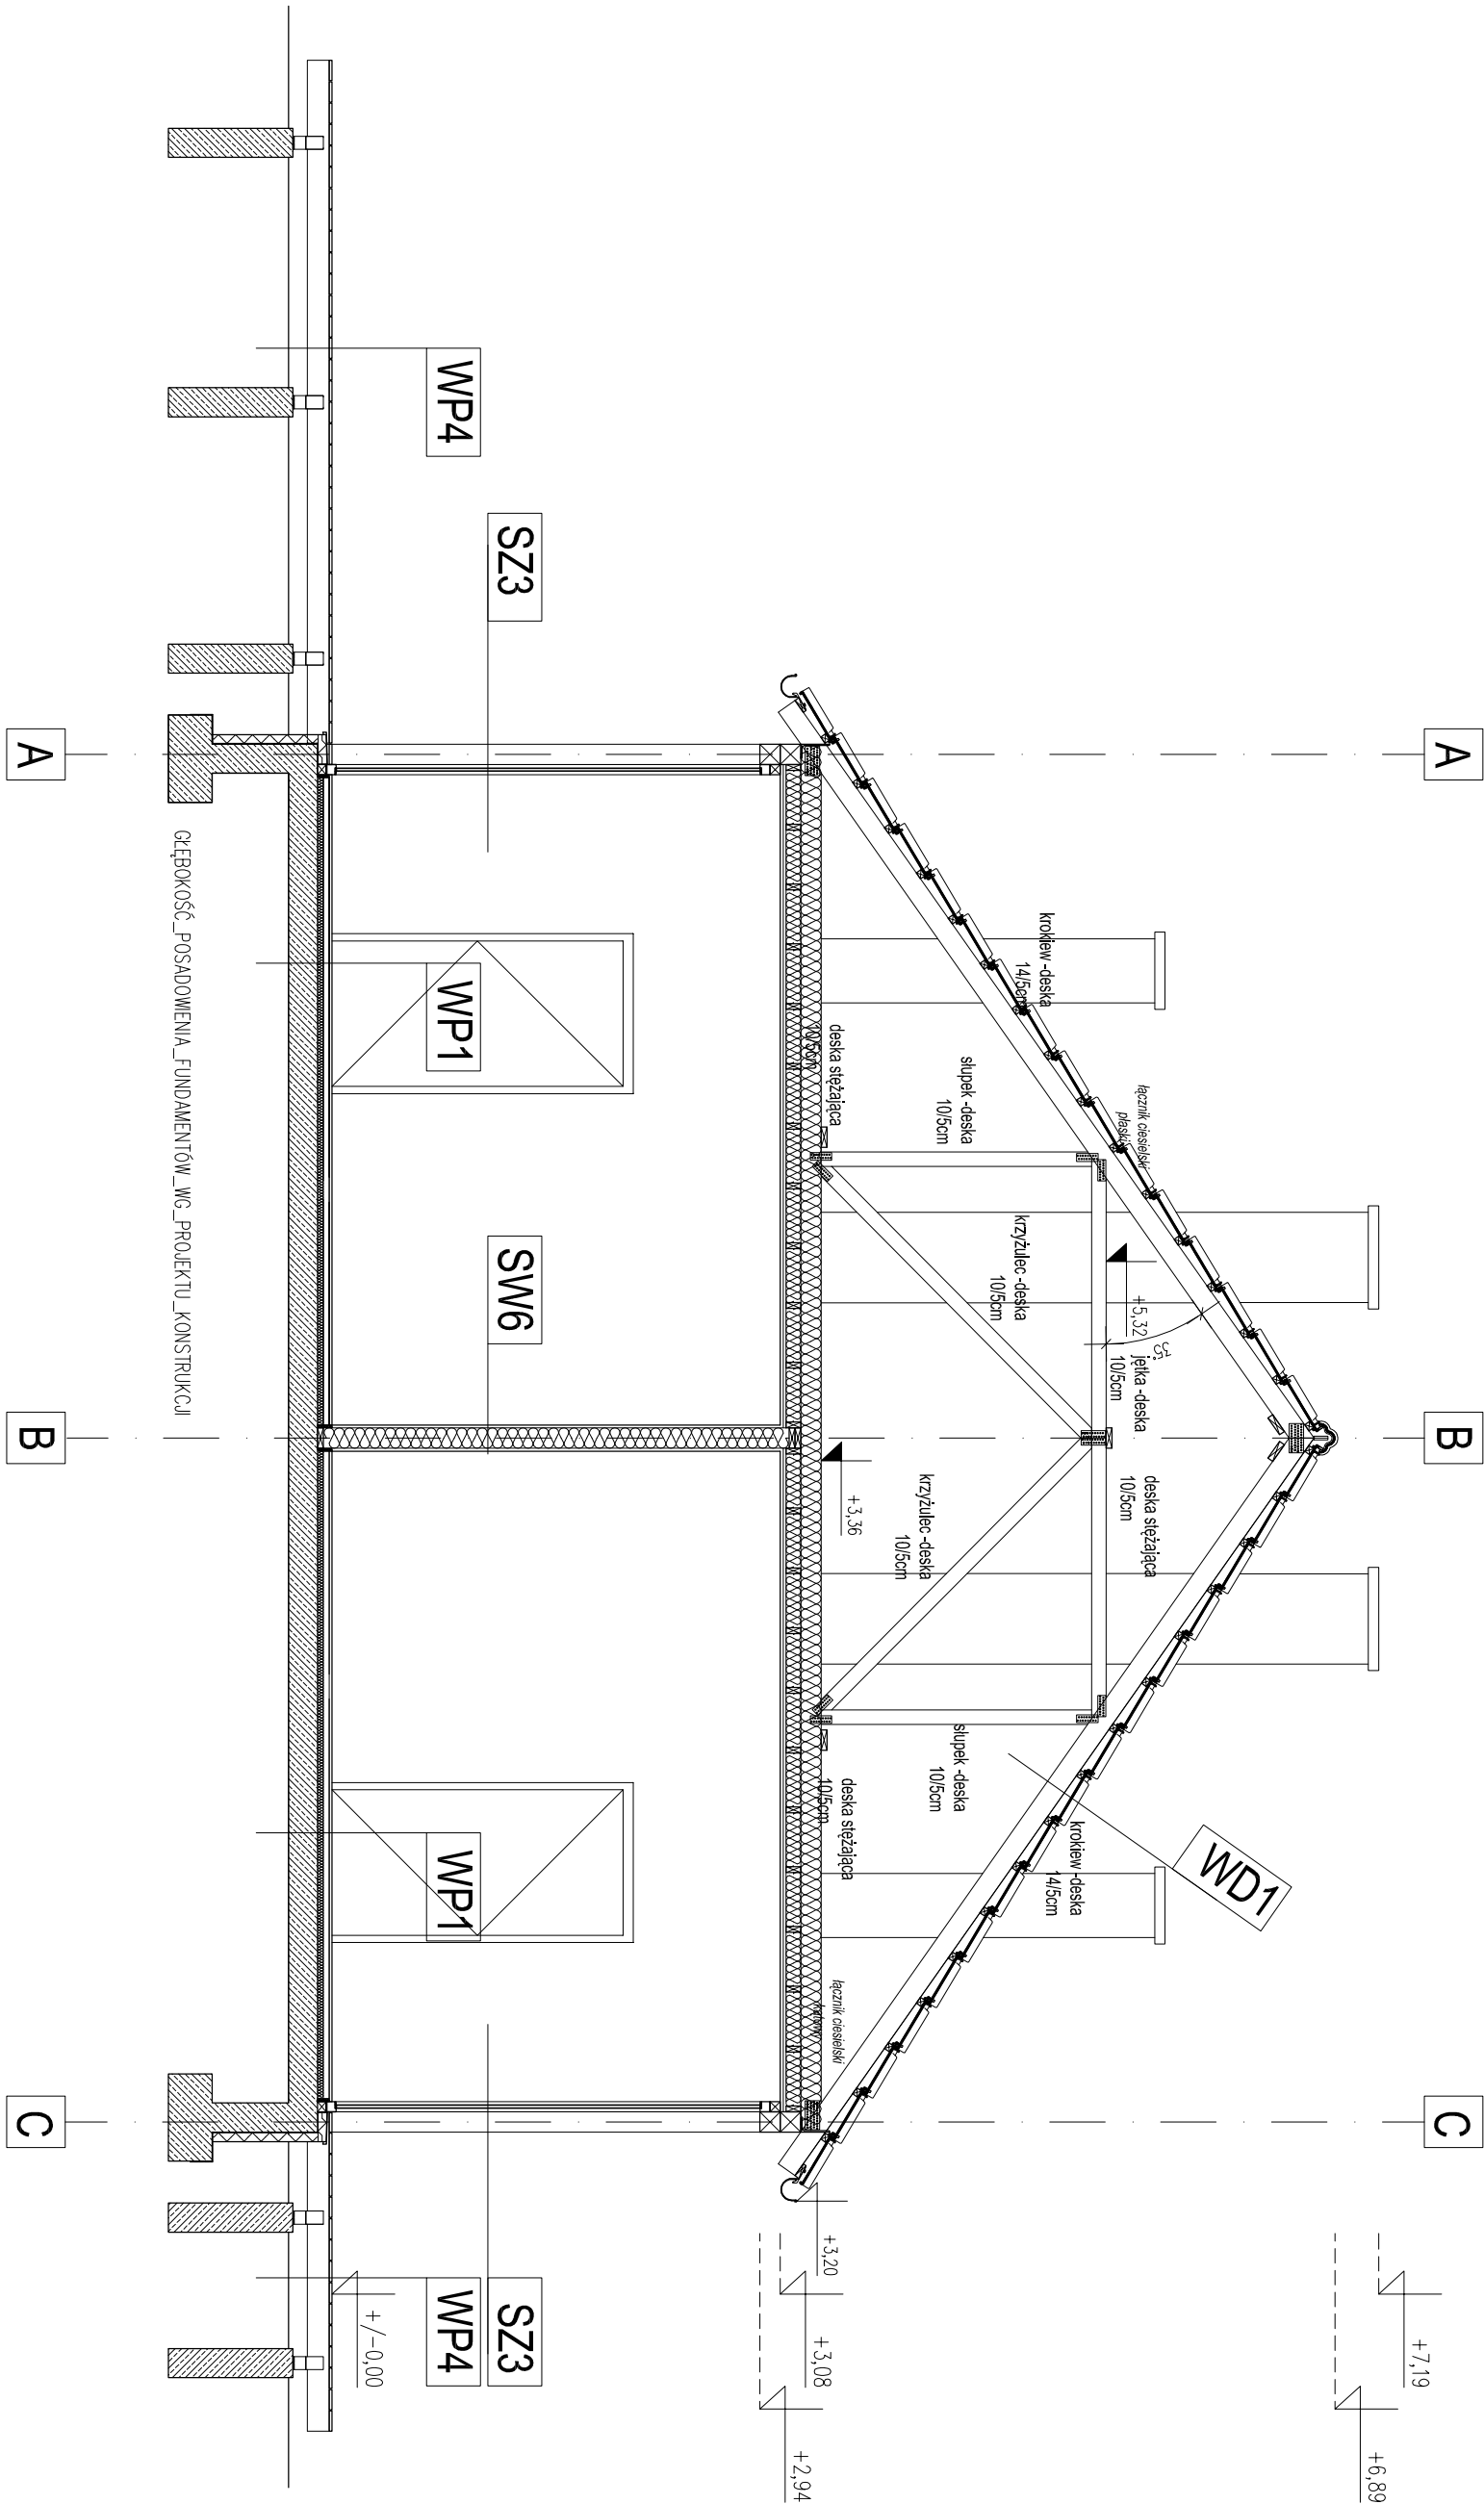 A
B
C
+7,19
+6,89
WD1
łącznik ciesielski
płaski
+5,32
35°
jętka -deska
10/5cm
deska stężająca
10/5cm
krokiew -deska
14/5cm
krokiew -deska
14/5cm
krzyżulec -deska
10/5cm
słupek -deska
10/5cm
krzyżulec -deska
10/5cm
słupek -deska
10/5cm
deska stężająca
10/5cm
+3,36
deska stężająca
10/5cm
łącznik ciesielski
kątowy
+3,20
+3,08
+2,94
SZ3
SW6
SZ3
WP4
WP1
WP1
WP4
+/-0,00
GŁĘBOKOŚĆ_POSADOWIENIA_FUNDAMENTÓW_WG_PROJEKTU_KONSTRUKCJI
A
B
C